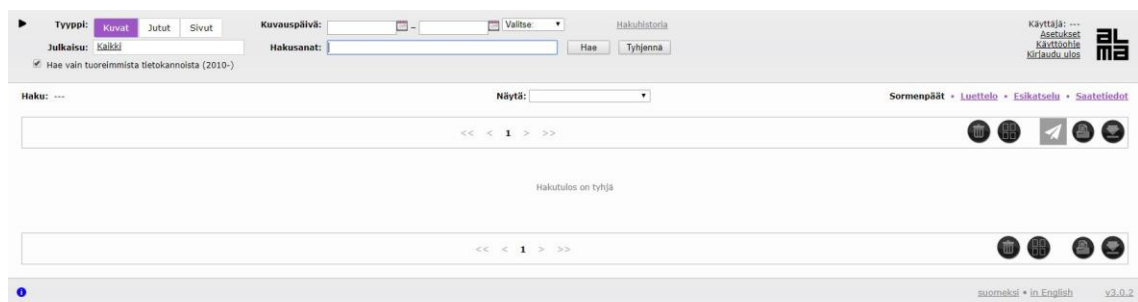 Tyyppi: Kuvat Jutut Sivut Kuvauspäivä: – Valitse: Hakuhistoria Käyttäjä: ---
Asetukset
Julkaisu: Kaikki Hakusanat: Hae Tyhjennä Käyttöohje
Kirjaudu ulos
alma
Hae vain tuoreimmista tietokannoista (2010-)
Haku: --- Näytä: Sormenpäät • Luettelo • Esikatselu • Saatetiedot
<< < 1 > >>
Hakutulos on tyhjä
<< < 1 > >>
suomeksi • in English v3.0.2